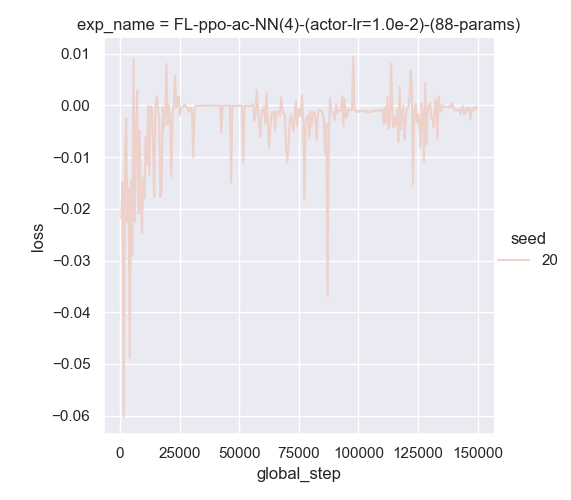 exp_name = FL-ppo-ac-NN(4)-(actor-lr=1.0e-2)-(88-params)
0.01
0.00
−0.01
−0.02
−0.03
−0.04
−0.05
−0.06
loss
0 25000 50000 75000 100000 125000 150000
global_step
seed
20